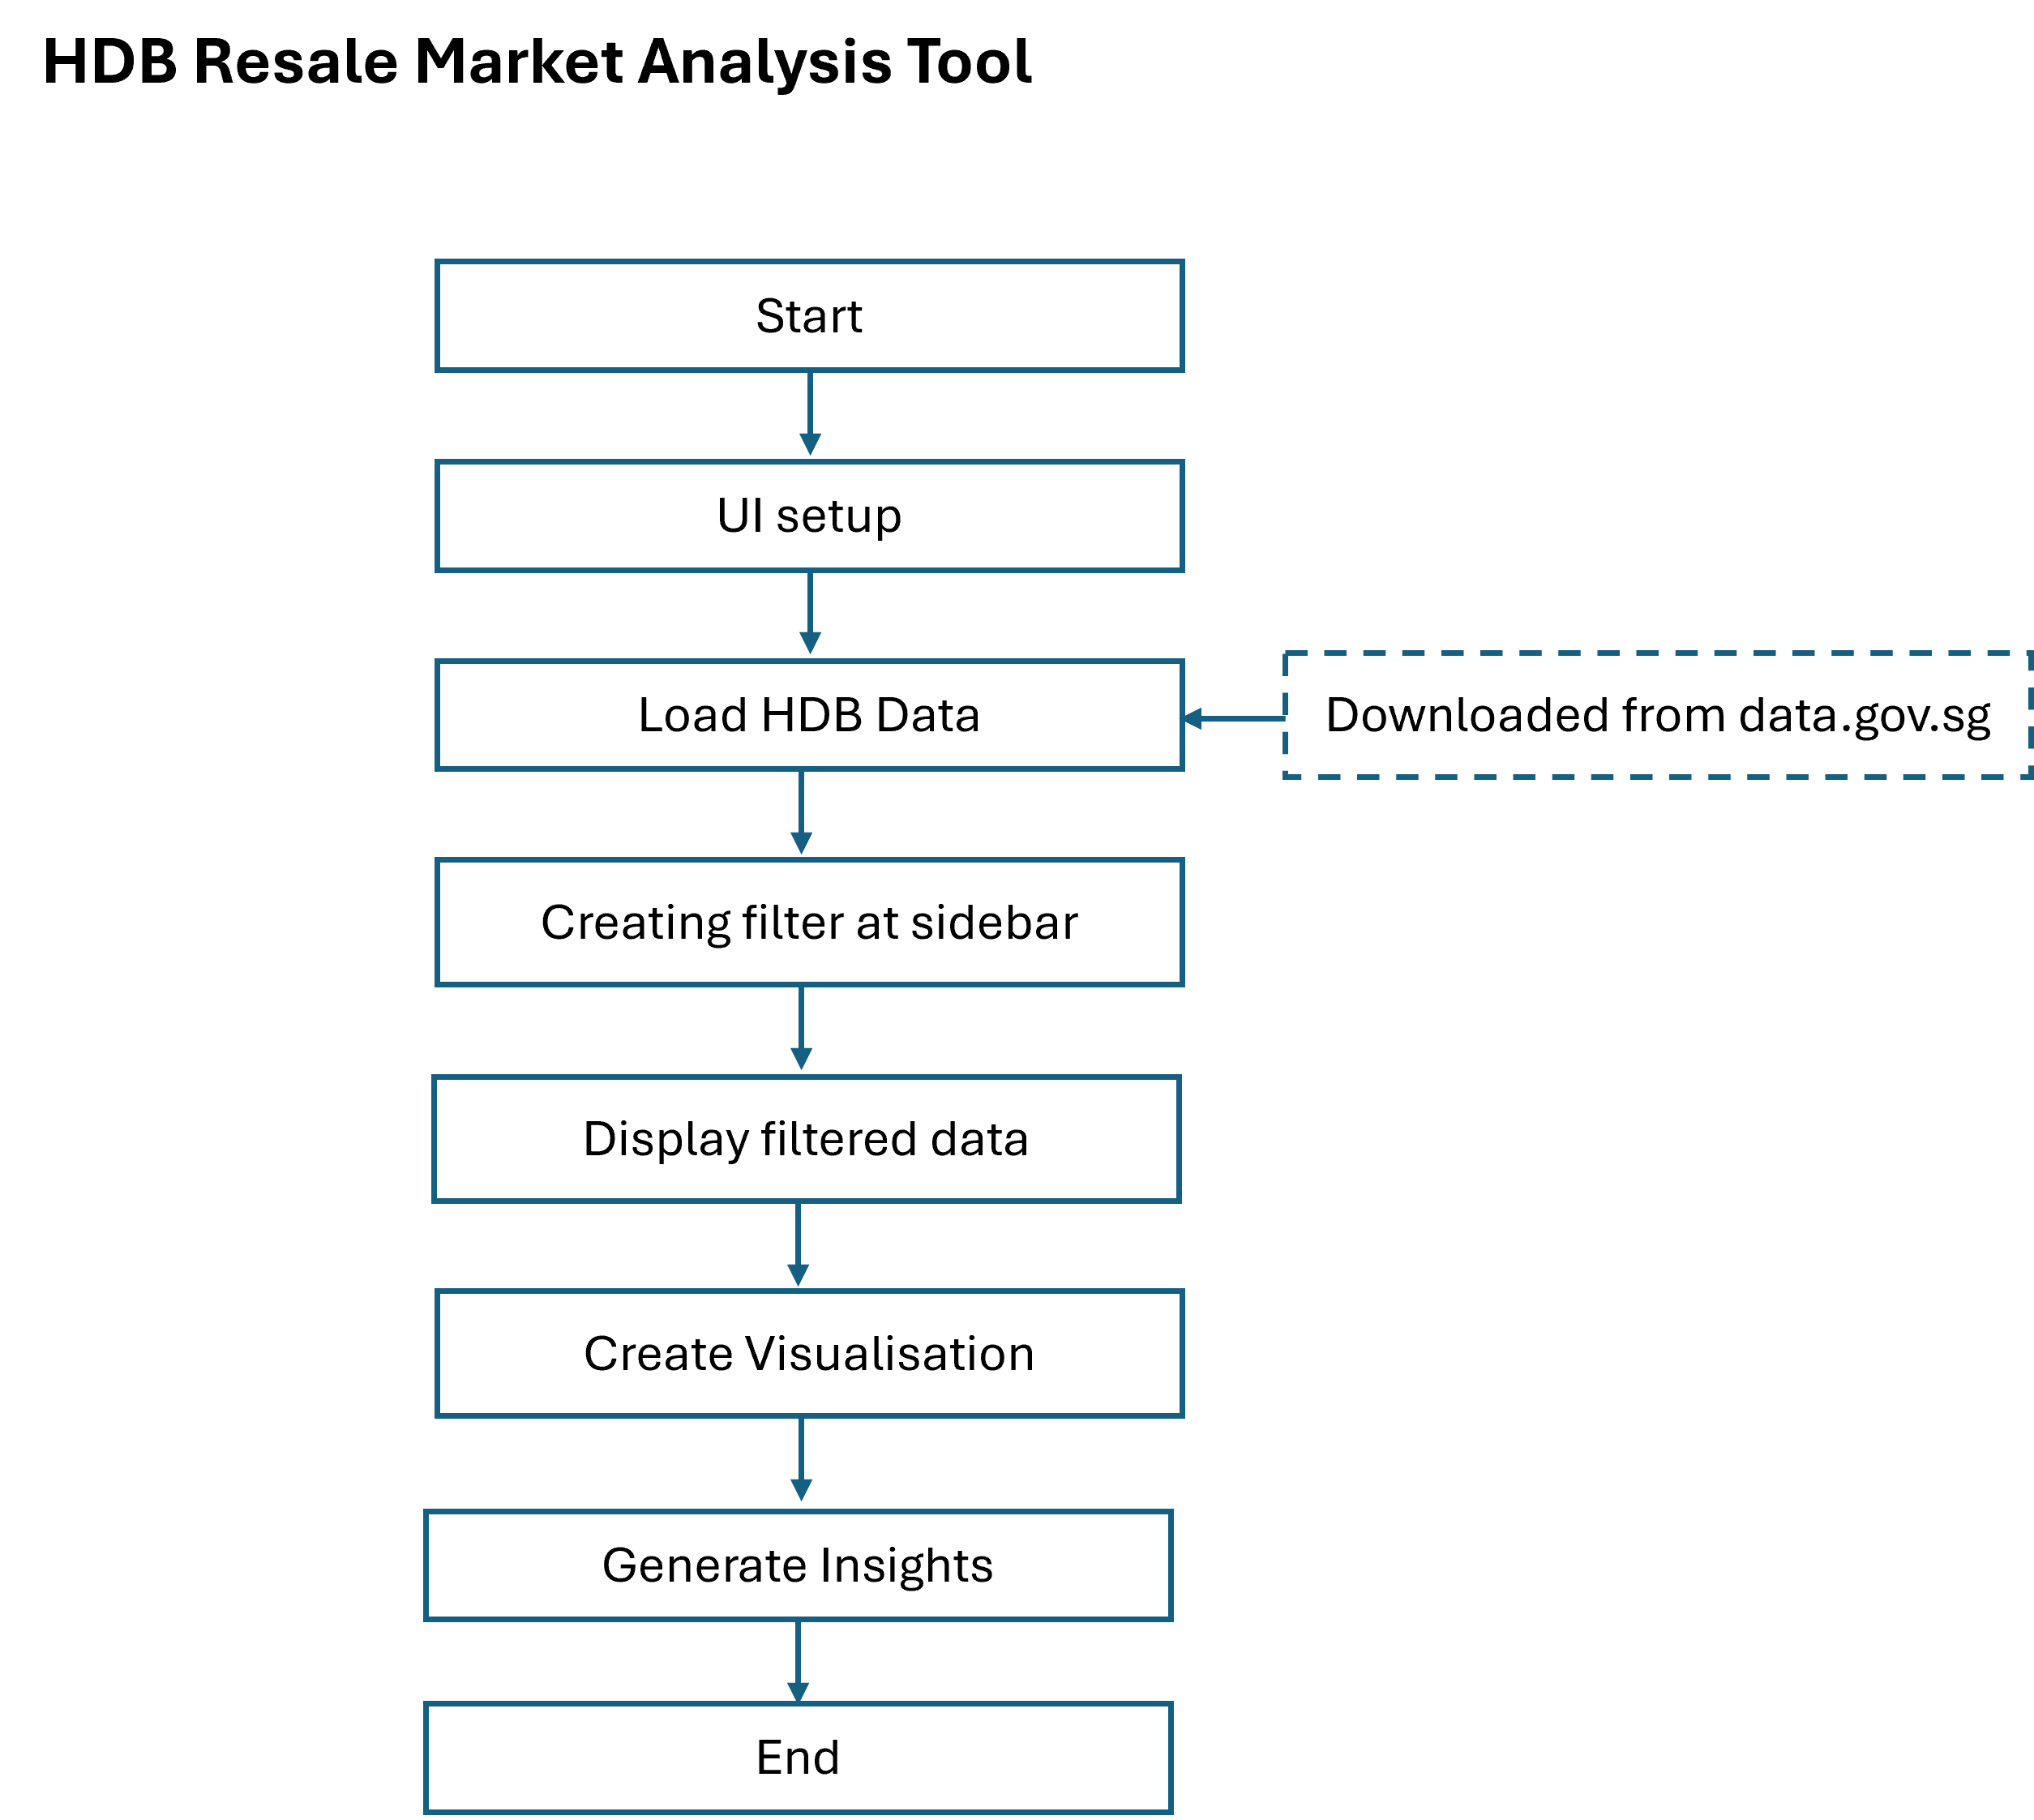 HDB Resale Market Analysis Tool
Start
UI setup
Load HDB Data
Downloaded from data.gov.sg
Creating filter at sidebar
Display filtered data
Create Visualisation
Generate Insights
End